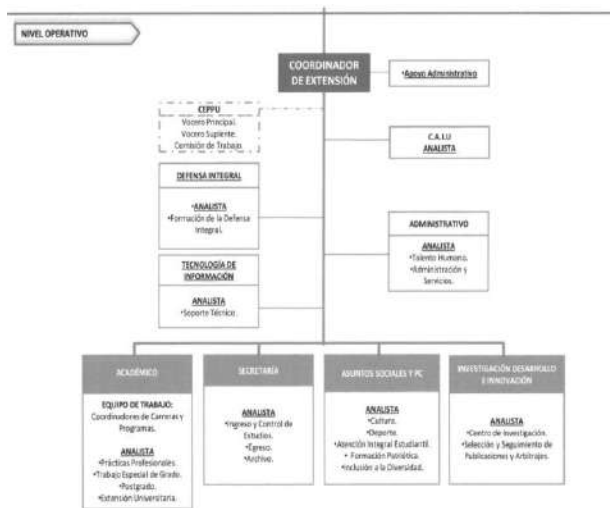 NIVEL OPERATIVO
COORDINADOR
DE EXTENSIÓN
•Apoyo Administrativo
CEPPU
Vocero Principal.
Vocero Suplente.
Comisión de Trabajo.
C.A.I.U
ANALISTA
DEFENSA INTEGRAL
•ANALISTA
•Formación de la Defensa
Integral.
ADMINISTRATIVO
ANALISTA
•Talento Humano.
•Administración y
Servicios.
TECNOLOGÍA DE
INFORMACIÓN
ANALISTA
•Soporte Técnico.
ACADÉMICO
EQUIPO DE TRABAJO:
Coordinadores de Carreras y
Programas.
ANALISTA
•Prácticas Profesionales.
•Trabajo Especial de Grado.
•Postgrado.
•Extensión Universitaria.
SECRETARÍA
ANALISTA
•Ingreso y Control de
Estudios.
•Egreso.
•Archivo.
ASUNTOS SOCIALES Y PC
ANALISTA
•Cultura.
•Deporte.
•Atención Integral Estudiantil.
• Formación Patriótica.
•Inclusión a la Diversidad.
INVESTIGACIÓN DESARROLLO
E INNOVACIÓN
ANALISTA
•Centro de Investigación.
•Selección y Seguimiento de
Publicaciones y Arbitrajes.